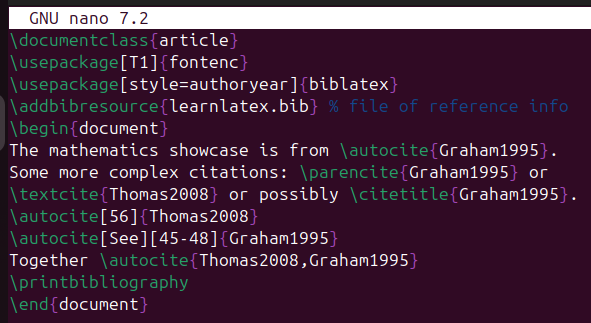 GNU nano 7.2
\documentclass{article}
\usepackage[T1]{fontenc}
\usepackage[style=authoryear]{biblatex}
\addbibresource{learnlatex.bib} % file of reference info
\begin{document}
The mathematics showcase is from \autocite{Graham1995}.
Some more complex citations: \parencite{Graham1995} or
\textcite{Thomas2008} or possibly \citetitle{Graham1995}.
\autocite[56]{Thomas2008}
\autocite[See][45-48]{Graham1995}
Together \autocite{Thomas2008,Graham1995}
\printbibliography
\end{document}